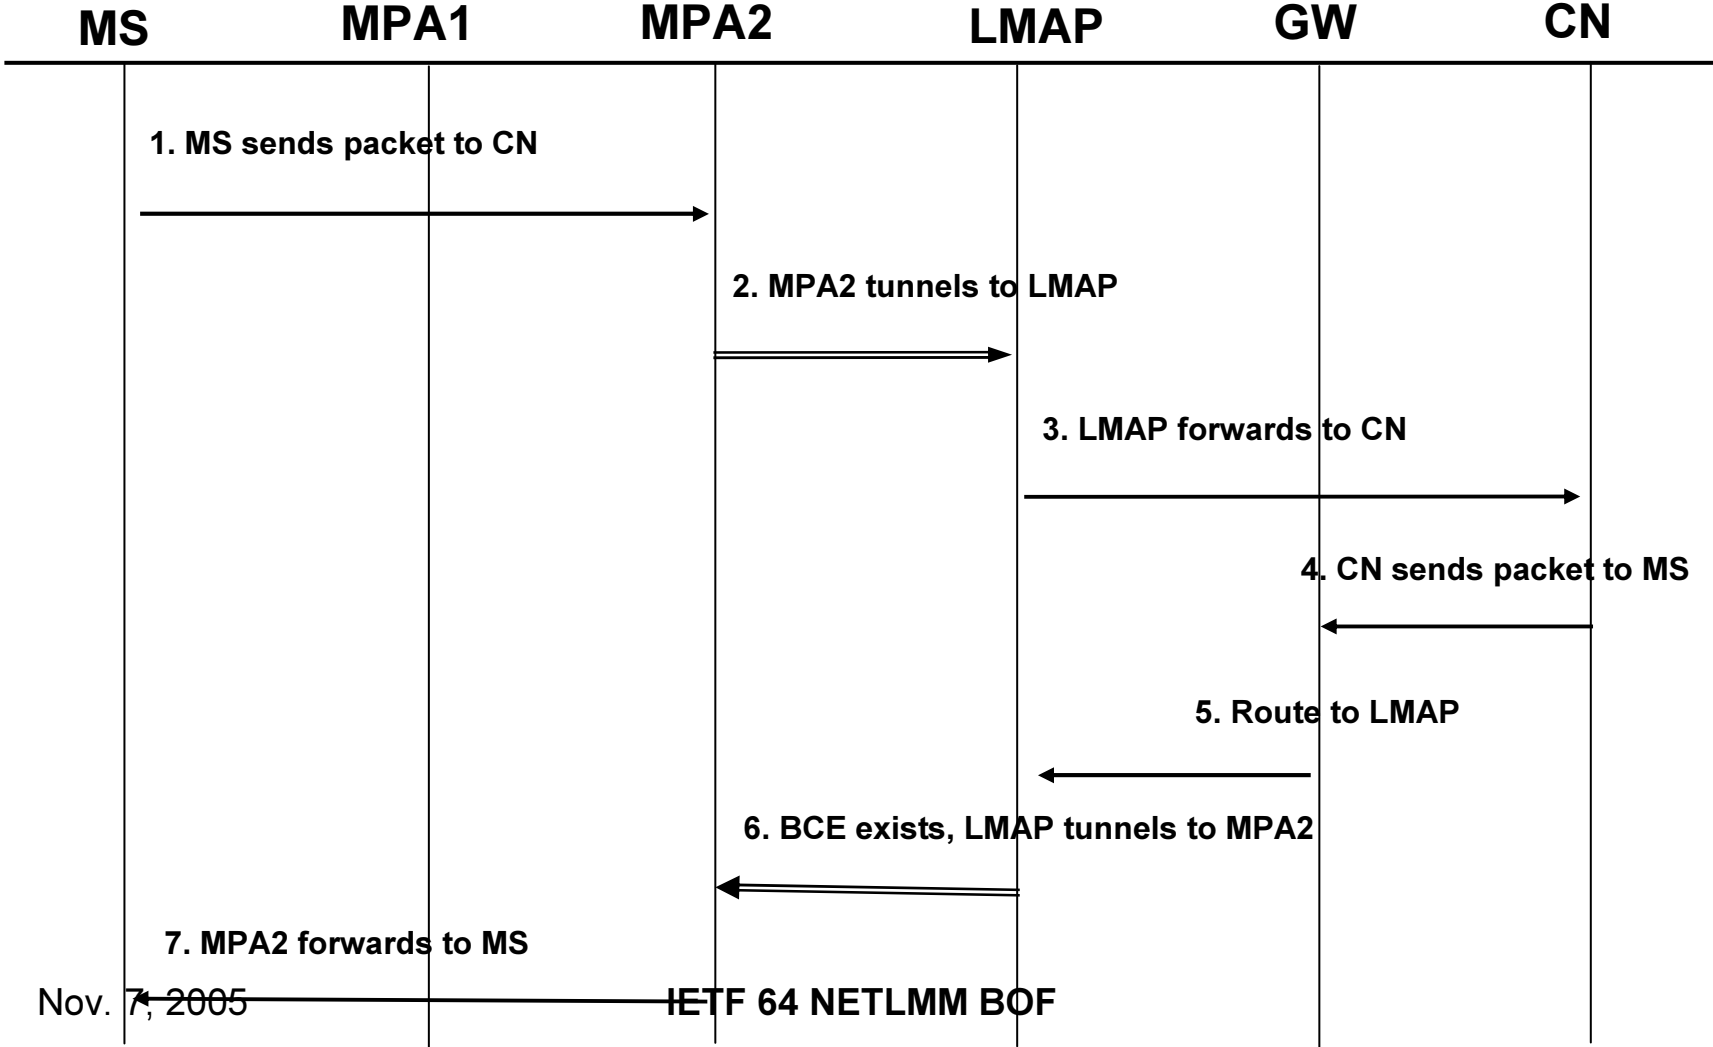 MS MPA1 MPA2 LMAP GW CN
1. MS sends packet to CN
2. MPA2 tunnels to LMAP
3. LMAP forwards to CN
4. CN sends packet to MS
5. Route to LMAP
6. BCE exists, LMAP tunnels to MPA2
7. MPA2 forwards to MS
Nov. 7, 2005 IETF 64 NETLMM BOF